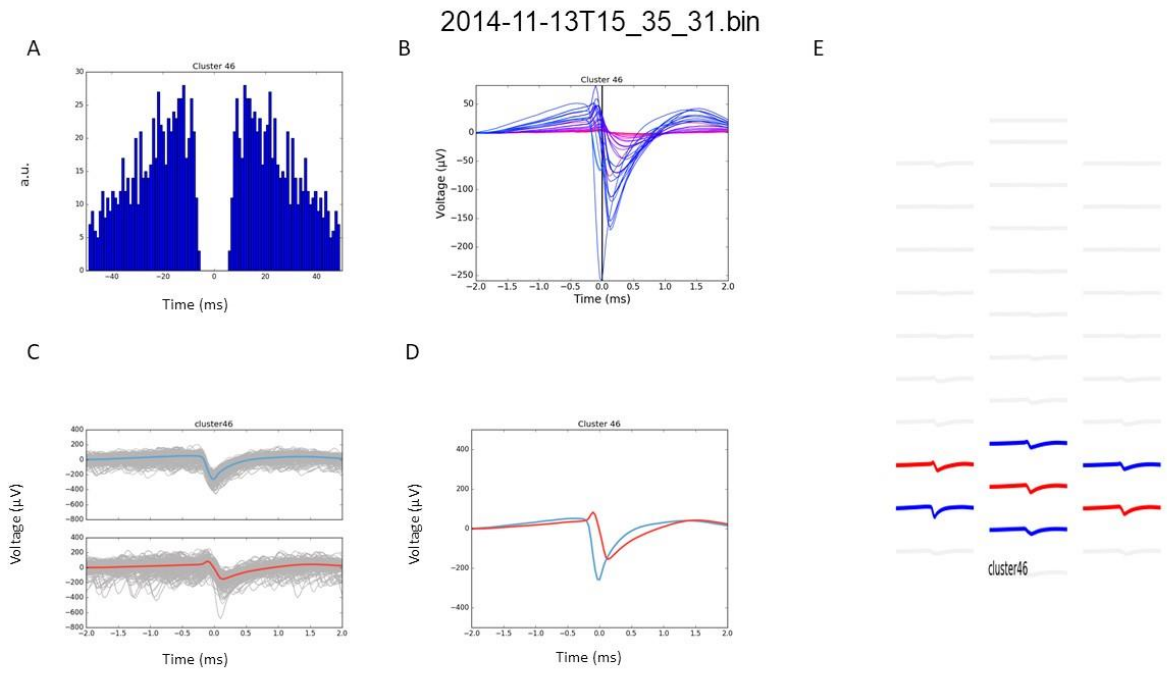 2014-11-13T15_35_31.bin
A
Cluster 46
30
25
20
15
10
5
0
a.u.
−40 −20 0 20 40
Time (ms)
B
Cluster 46
50
0
−50
−100
−150
−200
−250
Voltage (µV)
−2.0 −1.5 −1.0 −0.5 0.0 0.5 1.0 1.5 2.0
Time (ms)
C
cluster46
400
200
0
−200
−400
−600
−800
400
200
0
−200
−400
−600
−800
Voltage (µV)
−2.0 −1.5 −1.0 −0.5 0.0 0.5 1.0 1.5 2.0
Time (ms)
D
Cluster 46
400
200
0
−200
−400
Voltage (µV)
−2.0 −1.5 −1.0 −0.5 0.0 0.5 1.0 1.5 2.0
Time (ms)
E
cluster46